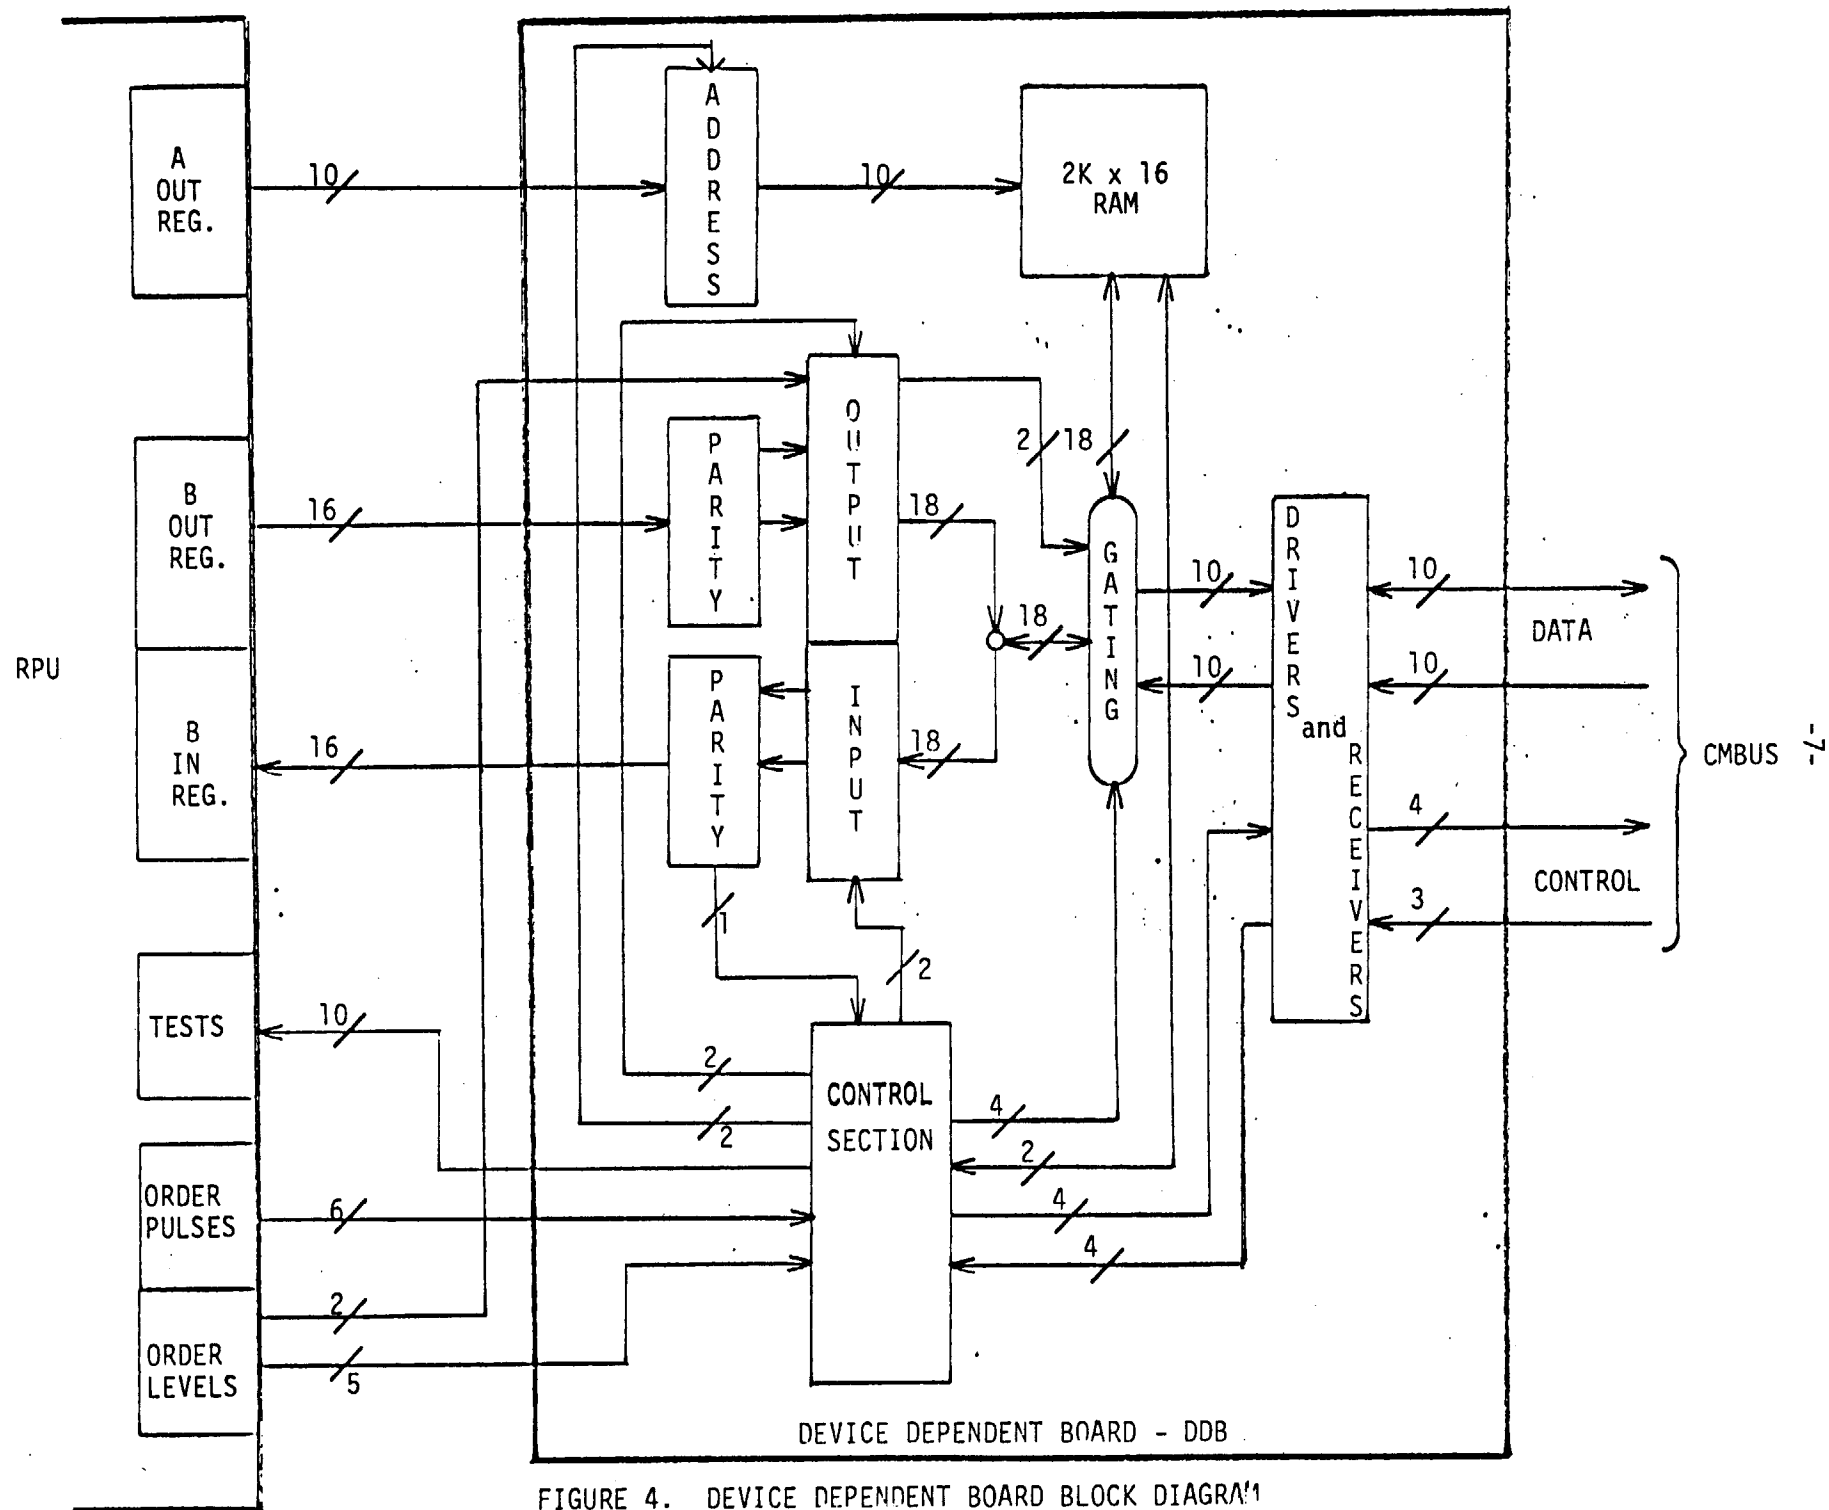 A
OUT
REG.
10
ADDRESS
10
2K x 16
RAM
B
OUT
REG.
16
PARITY
OUTPUT
18
2
18
GATING
18
10
10
DRIVERS
and
RECEIVERS
10
DATA
10
4
CONTROL
3
CMBUS
-7-
RPU
B
IN
REG.
16
PARITY
INPUT
18
1
2
TESTS
10
2
2
CONTROL
SECTION
4
2
4
4
ORDER
PULSES
6
2
ORDER
LEVELS
5
DEVICE DEPENDENT BOARD - DDB
FIGURE 4. DEVICE DEPENDENT BOARD BLOCK DIAGRAM